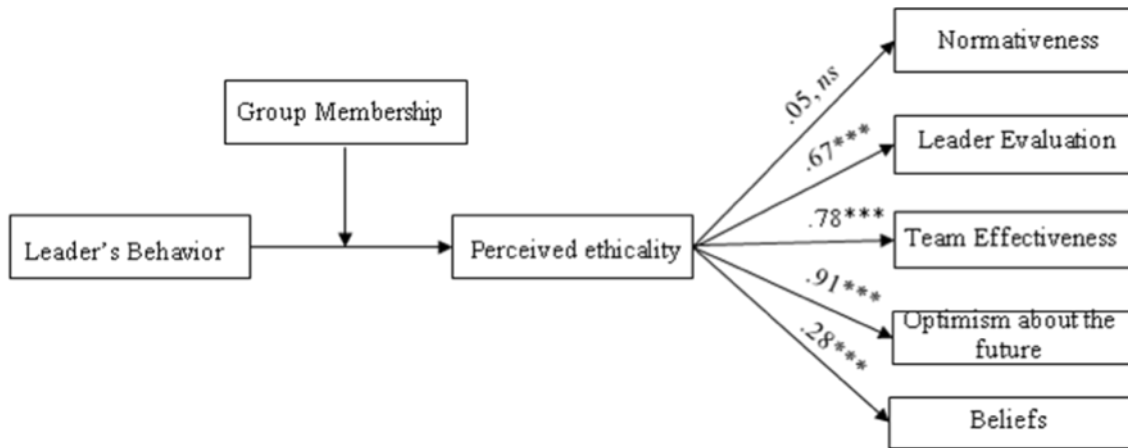 Normativeness
Group Membership
.05, ns
Leader Evaluation
.67***
Leader's Behavior
Perceived ethicality
.78***
Team Effectiveness
.91***
Optimism about the
future
.28***
Beliefs